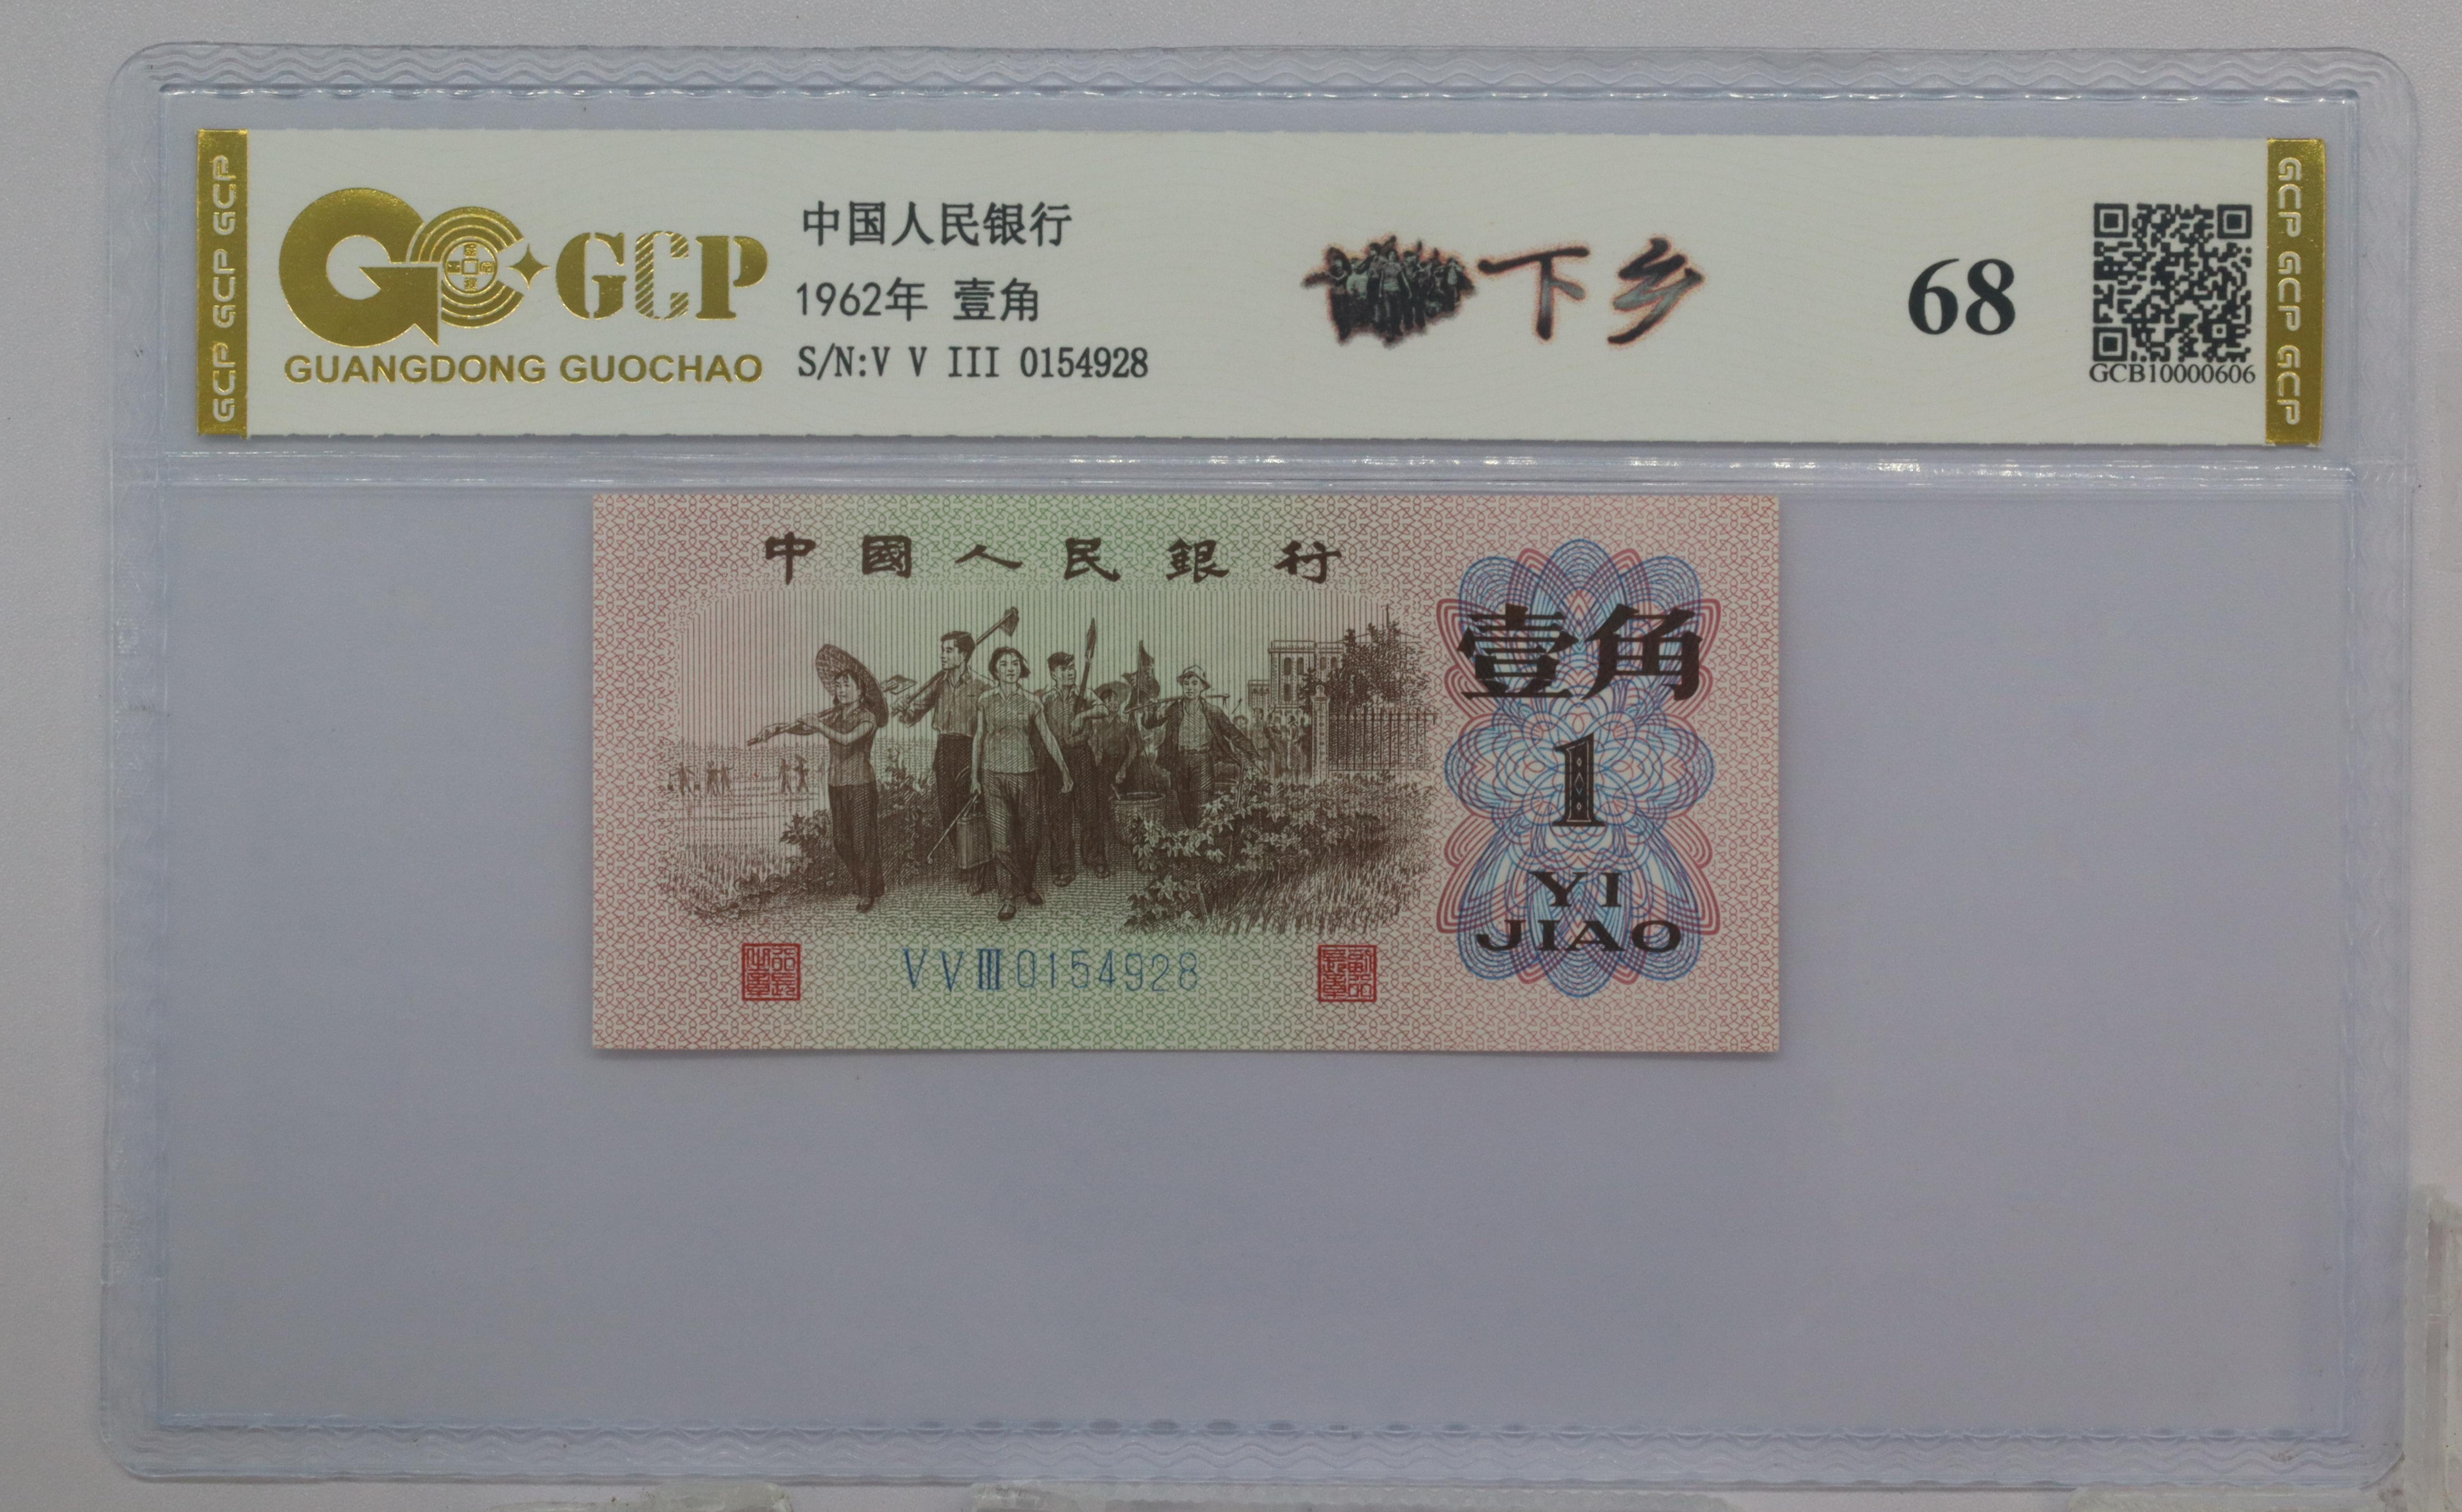 GCP GCP GCP
GCP
GUANGDONG GUOCHAO
中国人民银行
1962年 壹角
S/N:V V III 0154928
下乡
68
GCB10000606
GCP GCP GCP
中國人民銀行
壹角
1
YI
JIAO
V V III 0154928